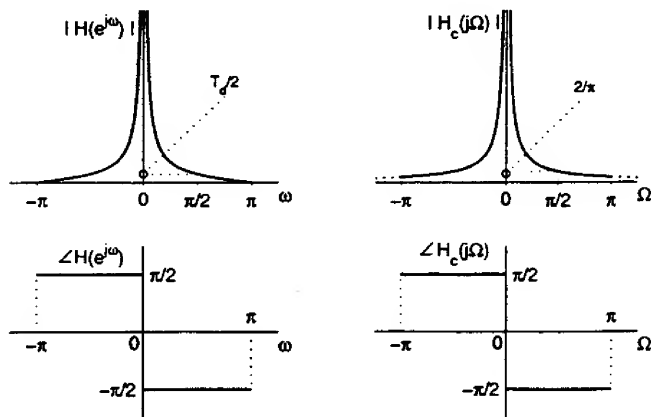 | H(e^{jω}) |
T_d/2
-π 0 π/2 π ω
| H_c(jΩ) |
2/π
-π 0 π/2 π Ω
∠H(e^{jω})
π/2
π
-π 0 ω
-π/2
∠H_c(jΩ)
π/2
π
-π 0 Ω
-π/2